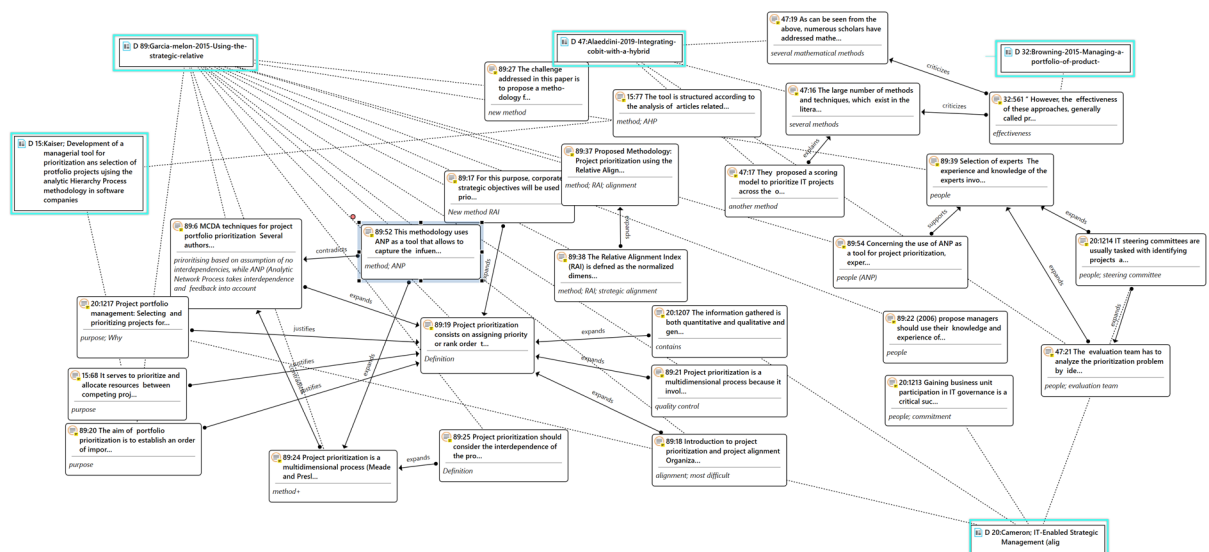 D 89:Garcia-melon-2015-Using-the-
strategic-relative
D 47:Alaeddini-2019-Integrating-
cobit-with-a-hybrid
47:19 As can be seen from the
above, numerous scholars have
addressed mathe...
several mathematical methods
D 32:Browning-2015-Managing-a-
portfolio-of-product-
89:27 The challenge
addressed in this paper is
to propose a metho-
dology f...
new method
15:77 The tool is structured according to
the analysis of articles related...
method; AHP
47:16 The large number of methods
and techniques, which exist in the
litera...
several methods
criticizes
criticizes
32:561 " However, the effectiveness
of these approaches, generally
called pr...
effectiveness
D 15:Kaiser; Development of a
managerial tool for
prioritization ans selection of
portfolio projects ujsing the
analytic Hierarchy Process
methodology in software
companies
89:37 Proposed Methodology:
Project prioritization using the
Relative Align...
method; RAI; alignment
explains
47:17 They proposed a scoring
model to prioritize IT projects
across the o...
another method
89:39 Selection of experts The
experience and knowledge of the
experts invo...
people
89:17 For this purpose, corporate
strategic objectives will be used
prio...
New method RAI
89:6 MCDA techniques for project
portfolio prioritization Several
authors...
prirоritising based on assumption of no
interdependencies, while ANP (Analytic
Network Process takes interdependence
and feedback into account
contradicts
89:52 This methodology uses
ANP as a tool that allows to
capture the infuen...
method; ANP
expands
expands
89:38 The Relative Alignment Index
(RAI) is defined as the normalized
dimens...
method; RAI; strategic alignment
supports
expands
89:54 Concerning the use of ANP as
a tool for project prioritization,
exper...
people (ANP)
20:1214 IT steering committees are
usually tasked with identifying
projects a...
people; steering committee
20:1217 Project portfolio
management: Selecting and
prioritizing projects for...
purpose; Why
expands
justifies
89:19 Project prioritization
consists on assigning priority
or rank order t...
Definition
expands
20:1207 The information gathered is
both quantitative and qualitative and
gen...
contains
89:22 (2006) propose managers
should use their knowledge and
experience of...
people
expands
expands
47:21 The evaluation team has to
analyze the prioritization problem
by ide...
people; evaluation team
15:68 It serves to prioritize and
allocate resources between
competing proj...
purpose
justifies
justifies
expands
expands
89:21 Project prioritization is a
multidimensional process because it
invol...
quality control
20:1213 Gaining business unit
participation in IT governance is a
critical suc...
people; commitment
89:20 The aim of portfolio
prioritization is to establish an order
of impor...
purpose
expands
89:24 Project prioritization is a
multidimensional process (Meade
and Presl...
method+
expands
89:25 Project prioritization should
consider the interdependence of
the pro...
Definition
89:18 Introduction to project
prioritization and project alignment
Organiza...
alignment; most difficult
D 20:Cameron; IT-Enabled Strategic
Management (alig